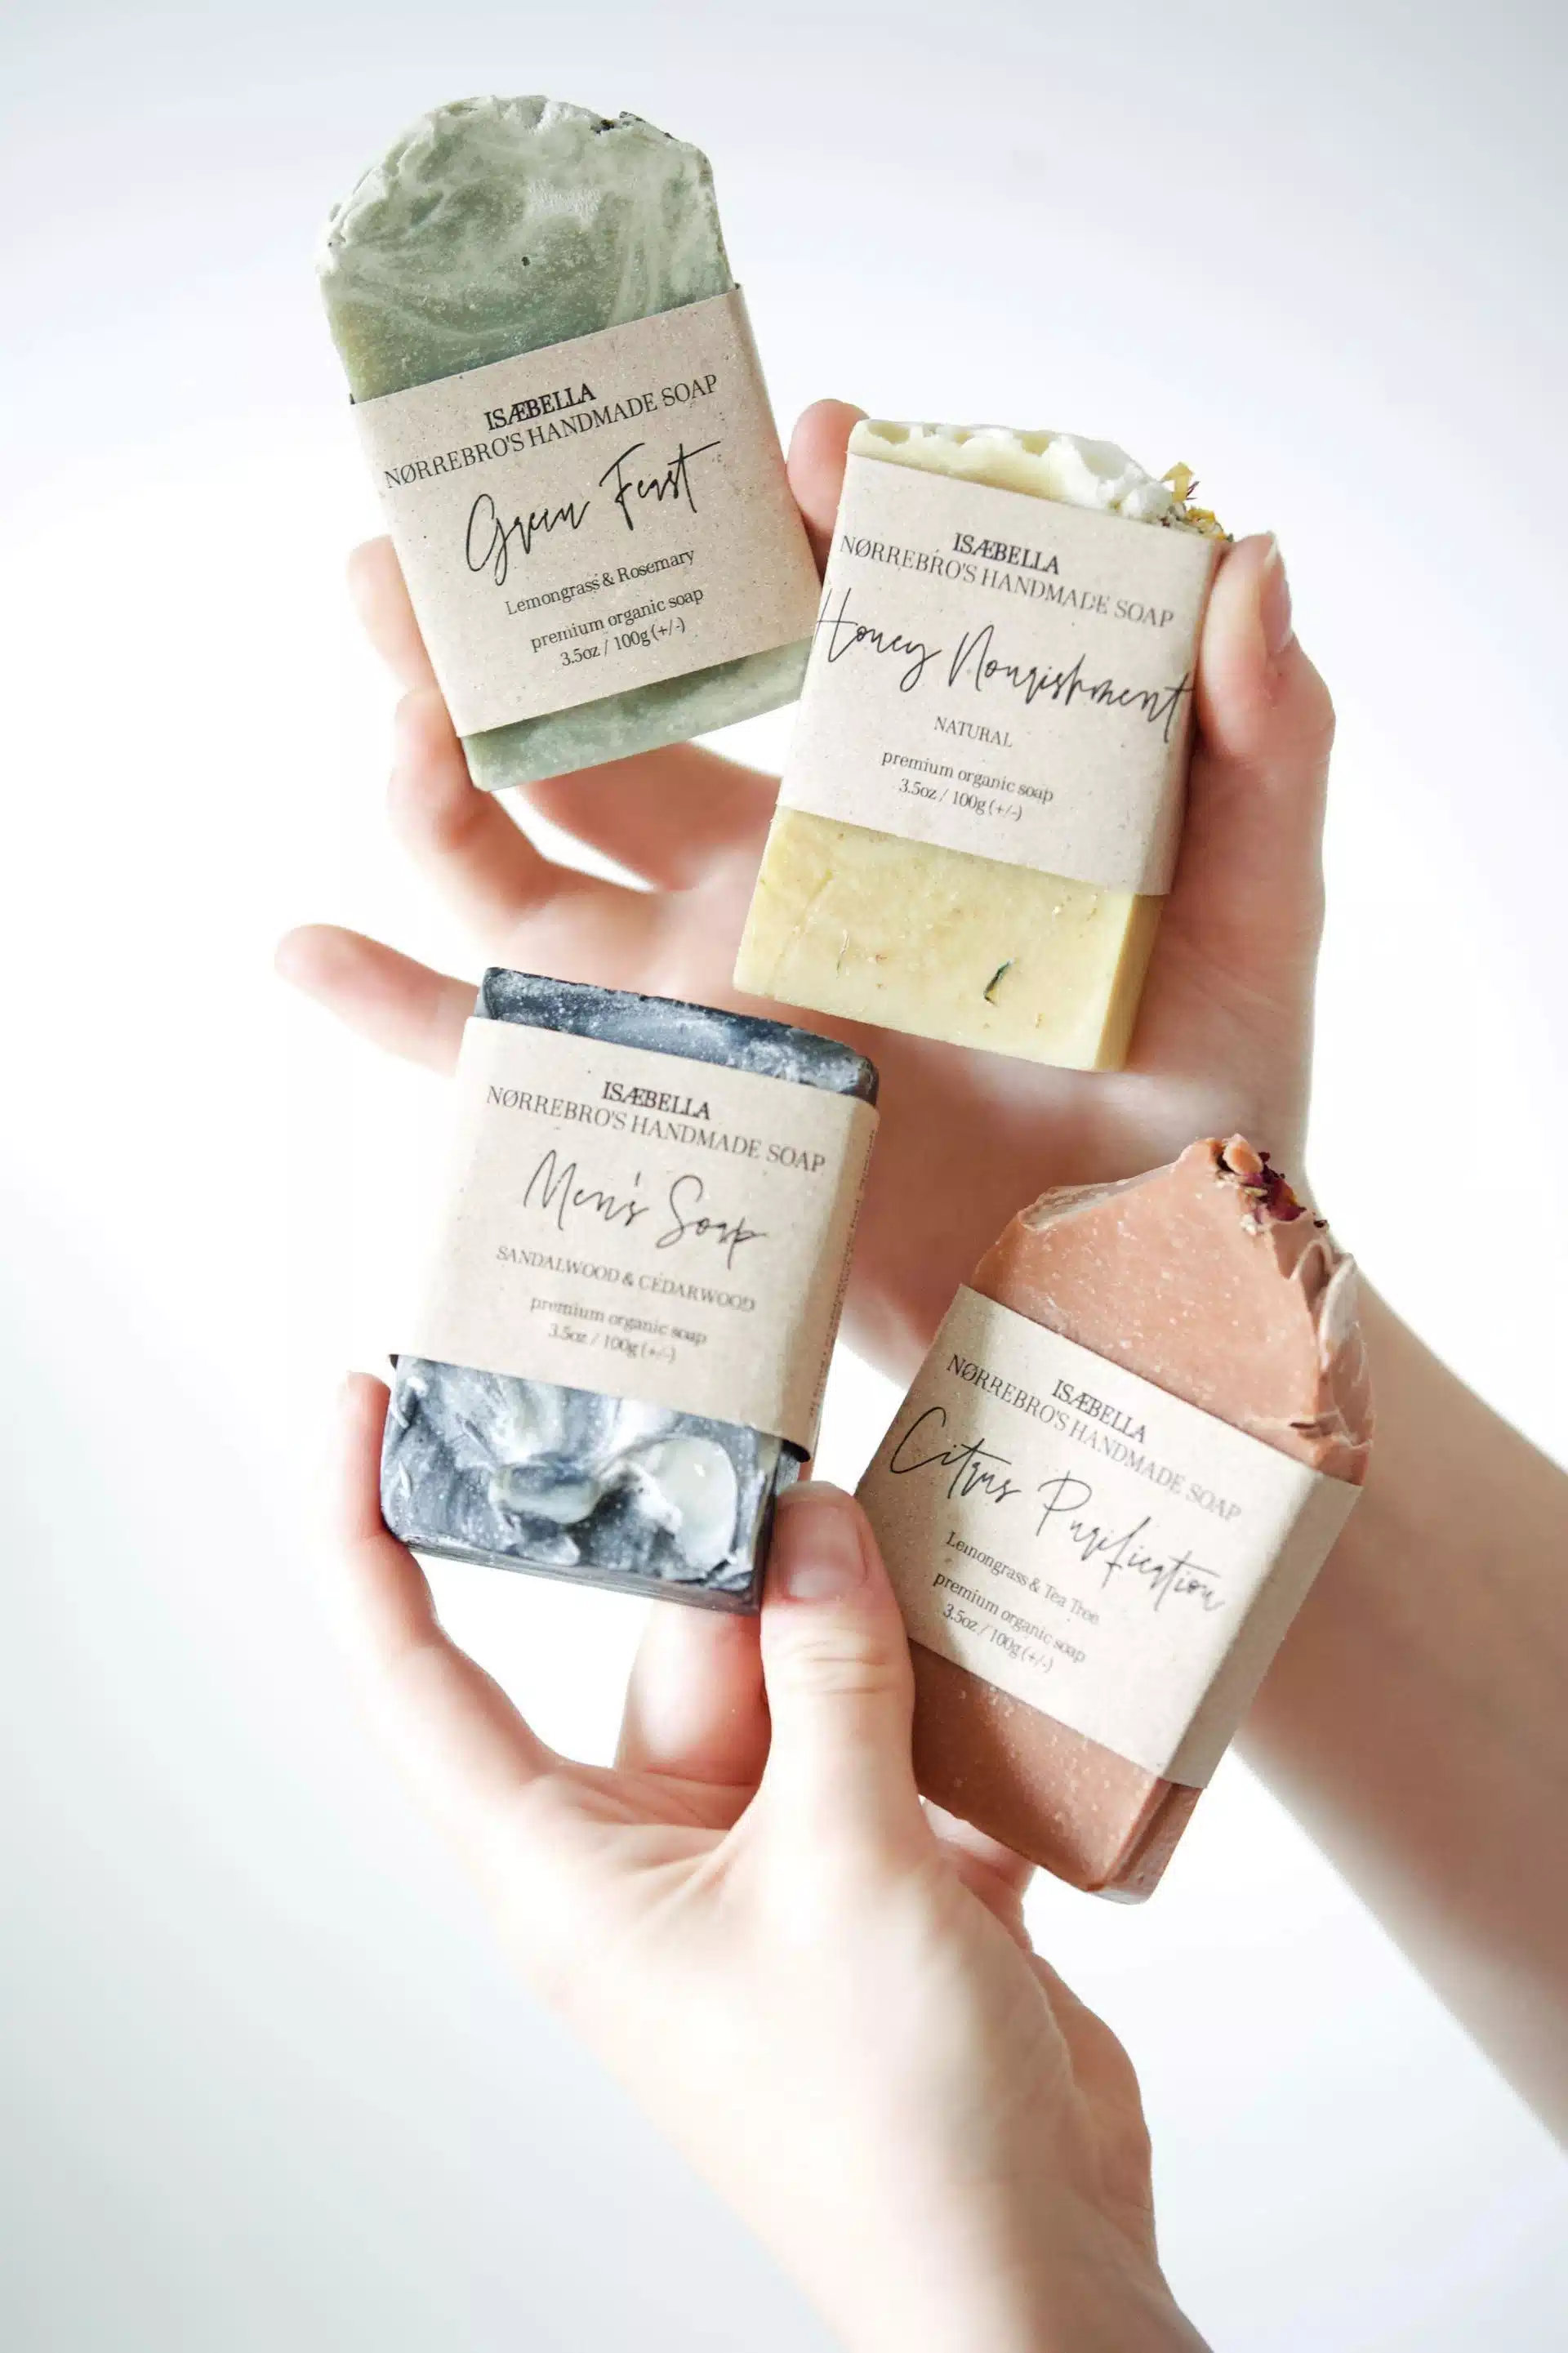 ISÆBELLA
NØRREBRO'S HANDMADE SOAP
Green Feast
Lemongrass & Rosemary
premium organic soap
3.5oz / 100g (+/-)
ISÆBELLA
NØRREBRO'S HANDMADE SOAP
Honey Nourishment
NATURAL
premium organic soap
3.5oz / 100g (+/-)
ISÆBELLA
NØRREBRO'S HANDMADE SOAP
Men's Soap
SANDALWOOD & CEDARWOOD
premium organic soap
3.5oz / 100g (+/-)
ISÆBELLA
NØRREBRO'S HANDMADE SOAP
Citrus Purification
Lemongrass & Tea Tree
premium organic soap
3.5oz / 100g (+/-)